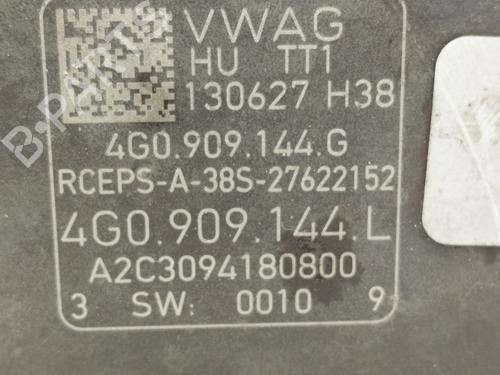 VWAG
HU TT1
130627 H38
4G0.909.144.G
RCEPS-A-38S-27622152
4G0.909.144.L
A2C3094180800
3 SW: 0010 9
B-PARTS